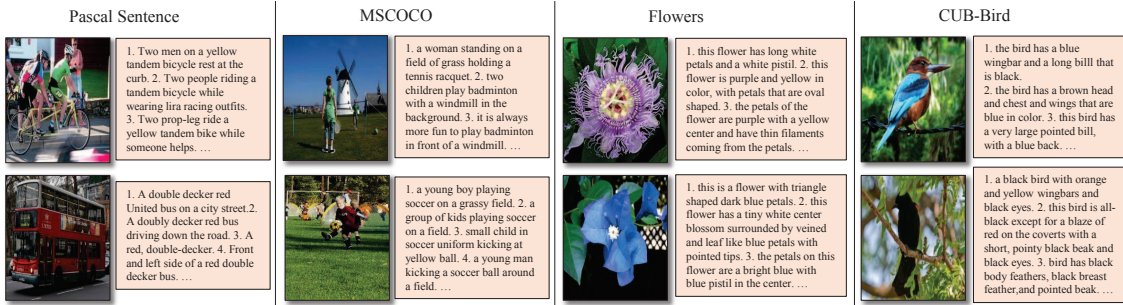 Pascal Sentence
1. Two men on a yellow
tandem bicycle rest at the
curb. 2. Two people riding a
tandem bicycle while
wearing lira racing outfits.
3. Two prop-leg ride a
yellow tandem bike while
someone helps. …
1. A double decker red
United bus on a city street.2.
A doubly decker red bus
driving down the road. 3. A
red, double-decker. 4. Front
and left side of a red double
decker bus. …
MSCOCO
1. a woman standing on a
field of grass holding a
tennis racquet. 2. two
children play badminton
with a windmill in the
background. 3. it is always
more fun to play badminton
in front of a windmill. …
1. a young boy playing
soccer on a grassy field. 2. a
group of kids playing soccer
on a field. 3. small child in
soccer uniform kicking at
yellow ball. 4. a young man
kicking a soccer ball around
a field. …
Flowers
1. this flower has long white
petals and a white pistil. 2. this
flower is purple and yellow in
color, with petals that are oval
shaped. 3. the petals of the
flower are purple with a yellow
center and have thin filaments
coming from the petals. …
1. this is a flower with triangle
shaped dark blue petals. 2. this
flower has a tiny white center
blossom surrounded by veined
and leaf like blue petals with
pointed tips. 3. the petals on this
flower are a bright blue with
blue pistil in the center. …
CUB-Bird
1. the bird has a blue
wingbar and a long billl that
is black.
2. the bird has a brown head
and chest and wings that are
blue in color. 3. this bird has
a very large pointed bill,
with a blue back. …
1. a black bird with orange
and yellow wingbars and
black eyes. 2. this bird is all-
black except for a blaze of
red on the coverts with a
short, pointy black beak and
black eyes. 3. bird has black
body feathers, black breast
feather,and pointed beak. …